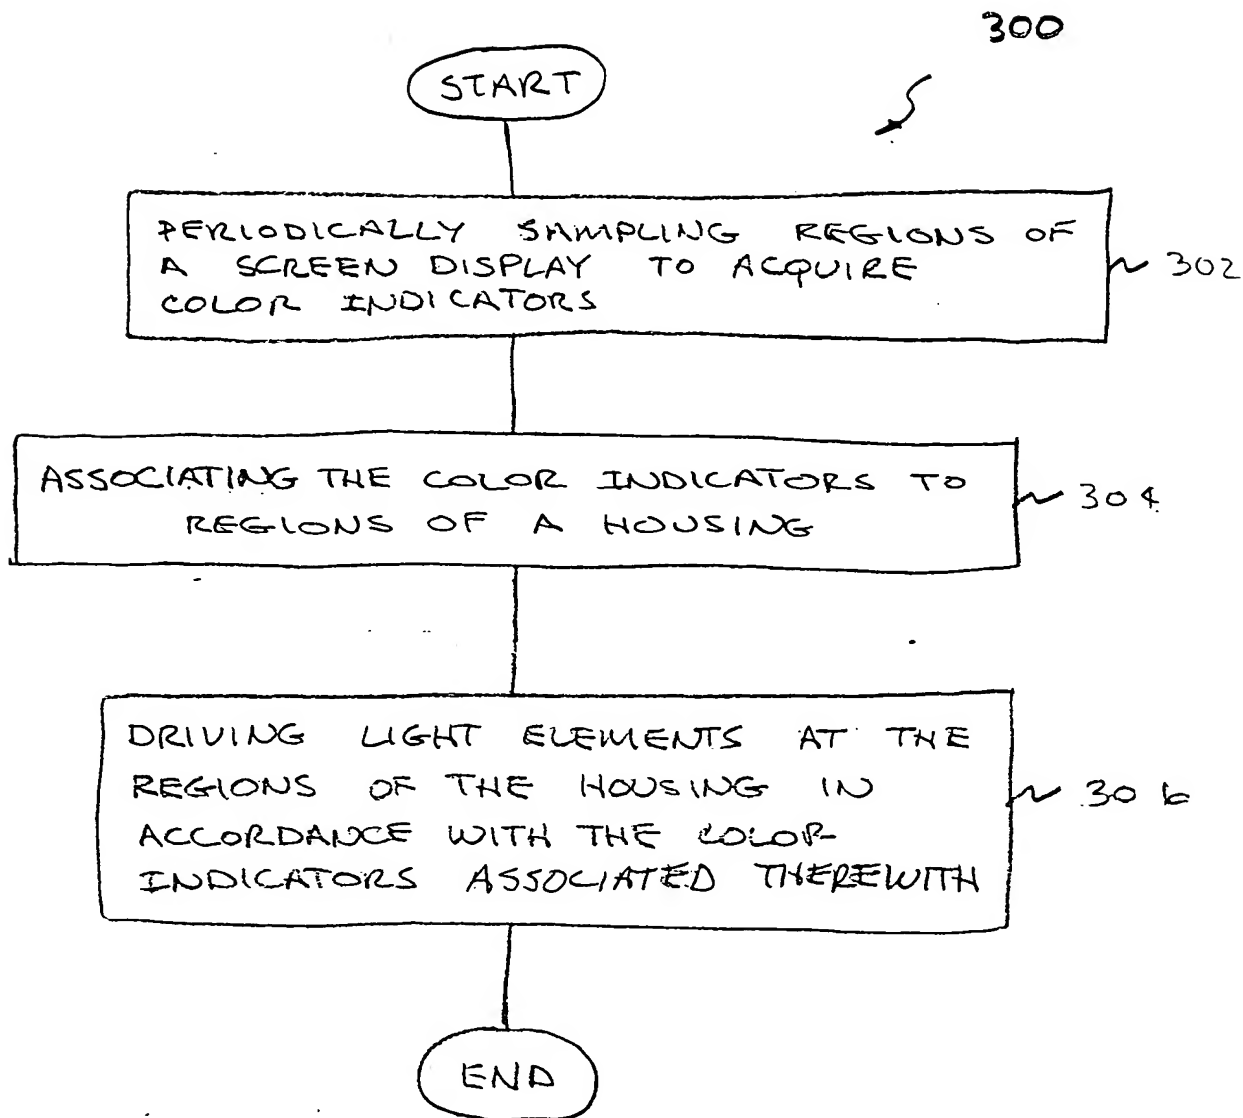 300
START
PERIODICALLY SAMPLING REGIONS OF
A SCREEN DISPLAY TO ACQUIRE
COLOR INDICATORS
302
ASSOCIATING THE COLOR INDICATORS TO
REGIONS OF A HOUSING
304
DRIVING LIGHT ELEMENTS AT THE
REGIONS OF THE HOUSING IN
ACCORDANCE WITH THE COLOR
INDICATORS ASSOCIATED THEREWITH
306
END